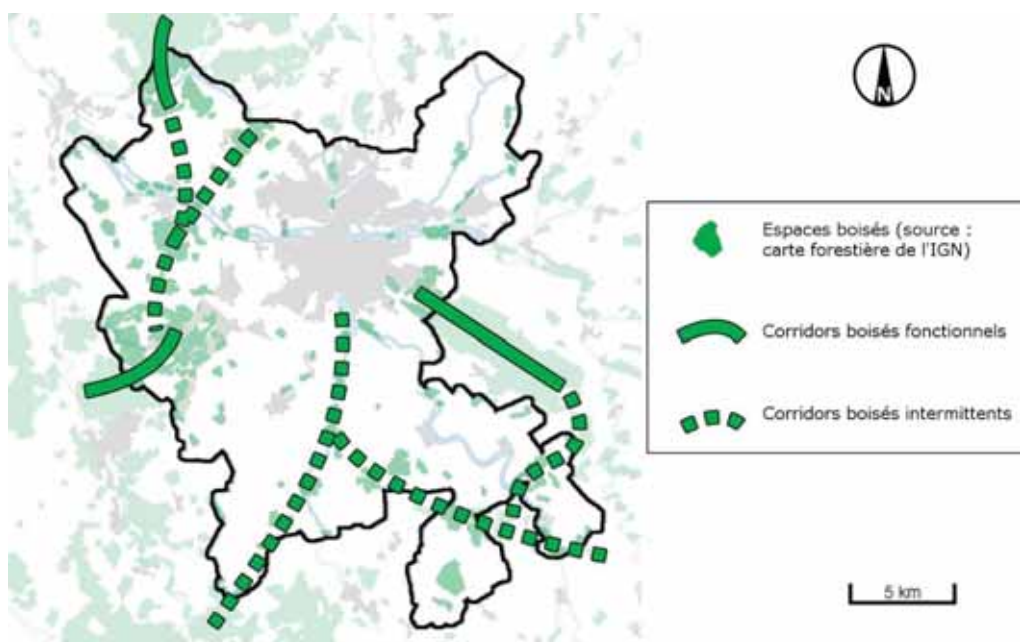 N
Espaces boisés (source :
carte forestière de l'IGN)
Corridors boisés fonctionnels
Corridors boisés intermittents
5 km